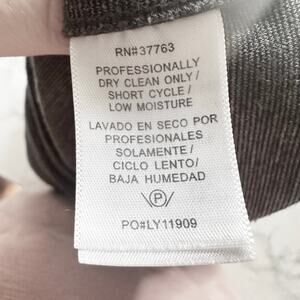 RN#37763
PROFESSIONALLY
DRY CLEAN ONLY/
SHORT CYCLE/
LOW MOISTURE
LAVADO EN SECO POR
PROFESIONALES
SOLAMENTE/
CICLO LENTO/
BAJA HUMEDAD
P
PO#LY11909